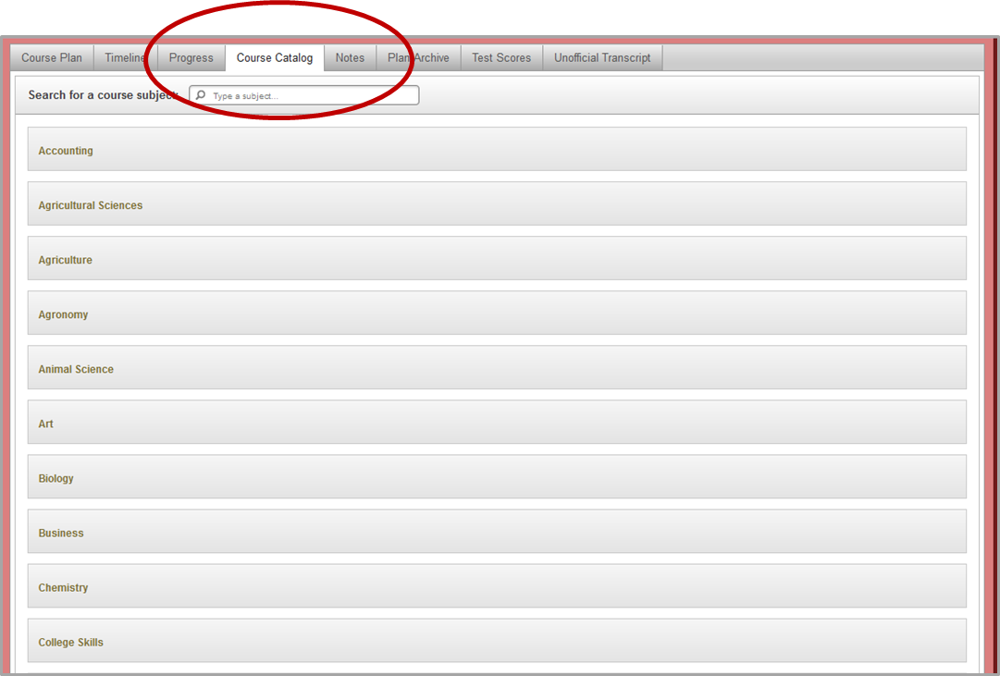 Course Plan Timeline Progress Course Catalog Notes Plan Archive Test Scores Unofficial Transcript
Search for a course subject: Type a subject...
Accounting
Agricultural Sciences
Agriculture
Agronomy
Animal Science
Art
Biology
Business
Chemistry
College Skills